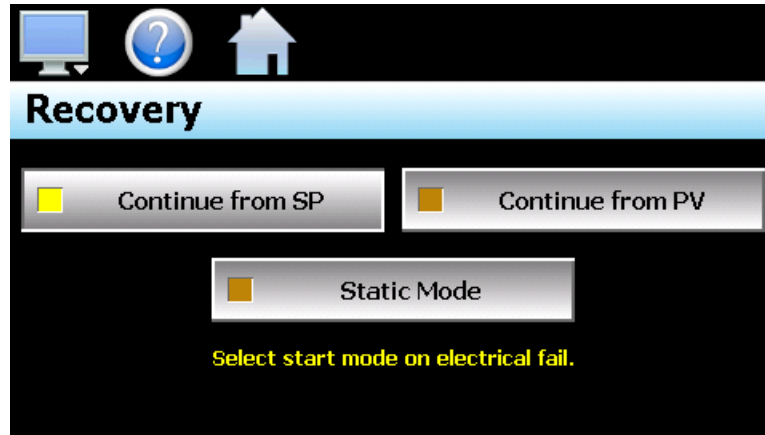 ?
Recovery
Continue from SP
Continue from PV
Static Mode
Select start mode on electrical fail.